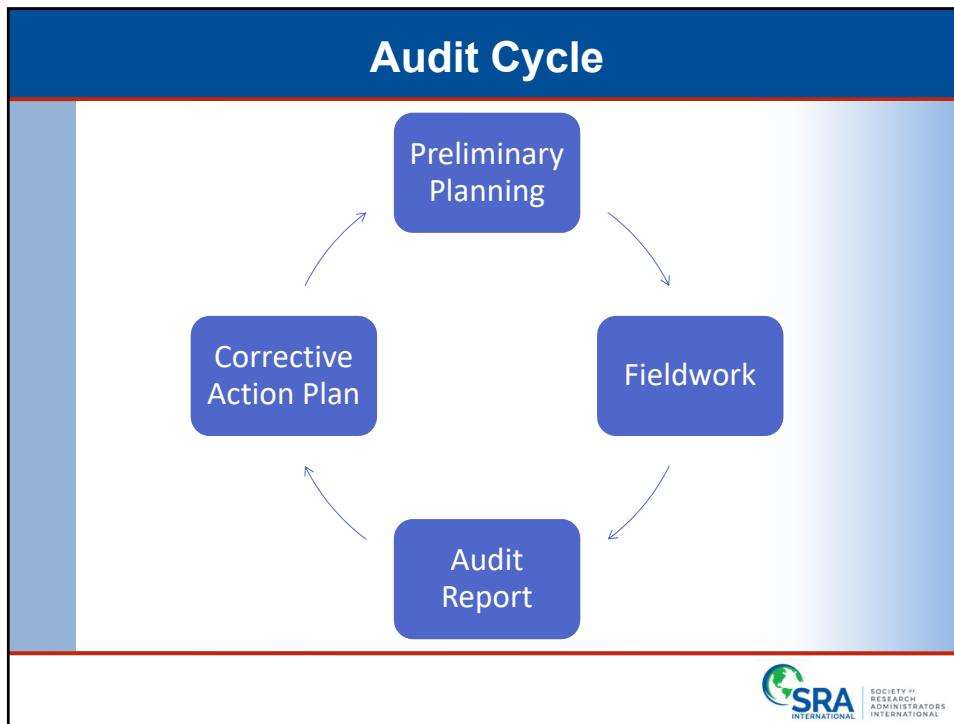 Audit Cycle
Preliminary
Planning
Fieldwork
Audit
Report
Corrective
Action Plan
SRA
INTERNATIONAL
SOCIETY OF
RESEARCH
ADMINISTRATORS
INTERNATIONAL